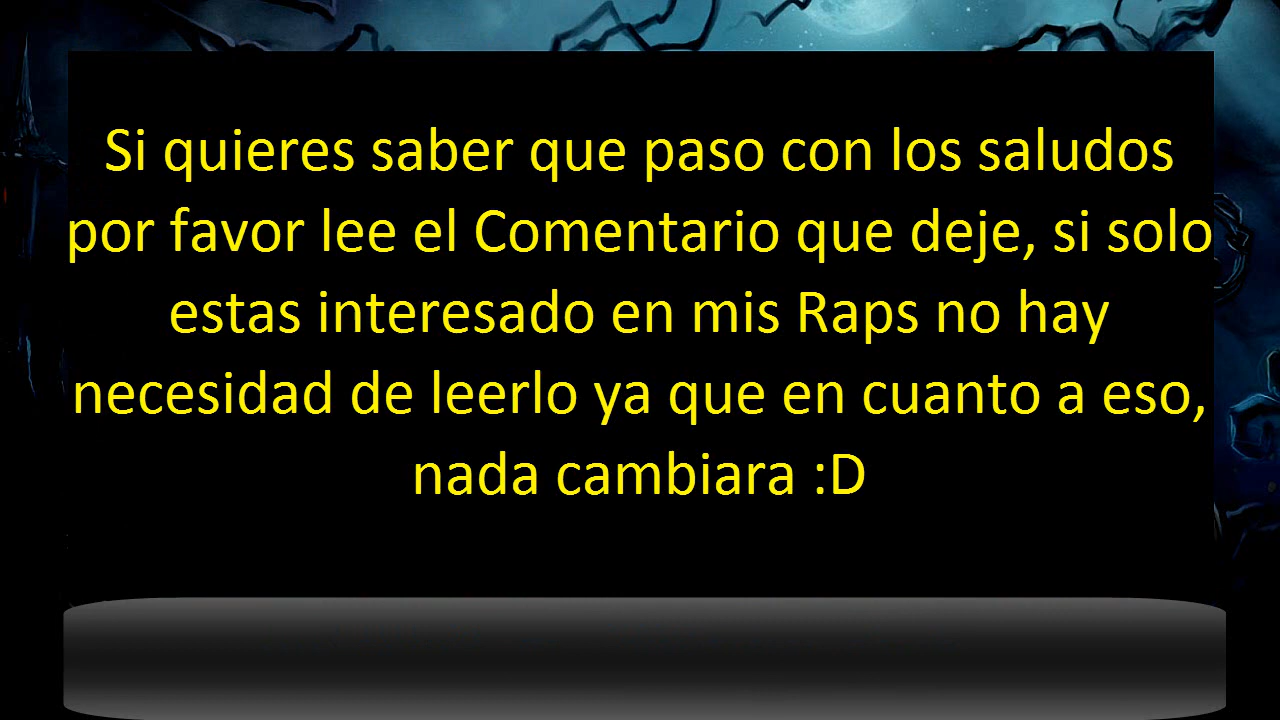 Si quieres saber que paso con los saludos
por favor lee el Comentario que deje, si solo
estas interesado en mis Raps no hay
necesidad de leerlo ya que en cuanto a eso,
nada cambiara :D